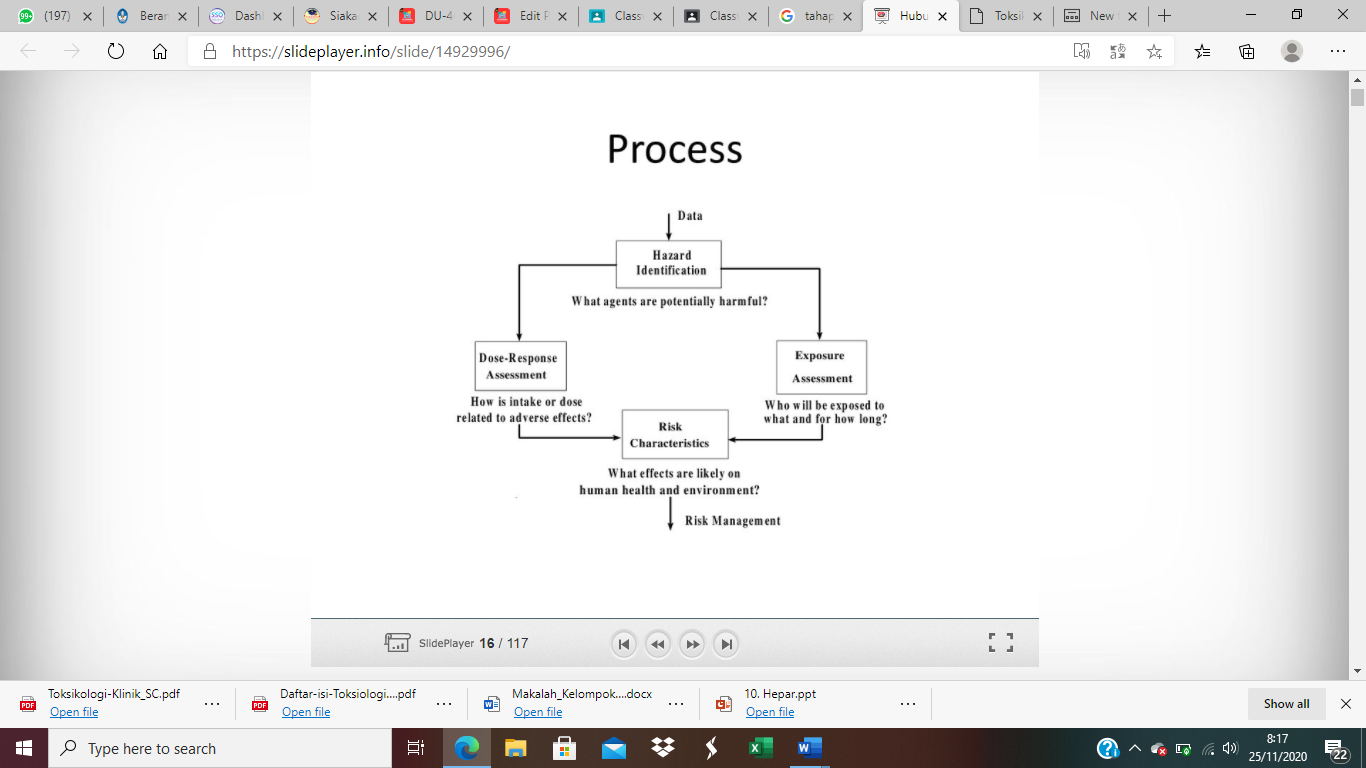 (197)
Beran
SSO
Dashl
Siaka
DU-4
Edit P
Class
Class
tahap
Hubu
Toksil
New
https://slideplayer.info/slide/14929996/
Process
Data
Hazard
Identification
What agents are potentially harmful?
Dose-Response
Assessment
How is intake or dose
related to adverse effects?
Exposure
Assessment
Who will be exposed to
what and for how long?
Risk
Characteristics
What effects are likely on
human health and environment?
Risk Management
SlidePlayer 16 / 117
Toksikologi-Klinik_SC.pdf
Open file
Daftar-isi-Toksiologi....pdf
Open file
Makalah_Kelompok....docx
Open file
10. Hepar.ppt
Open file
Show all
Type here to search
8:17
25/11/2020
22